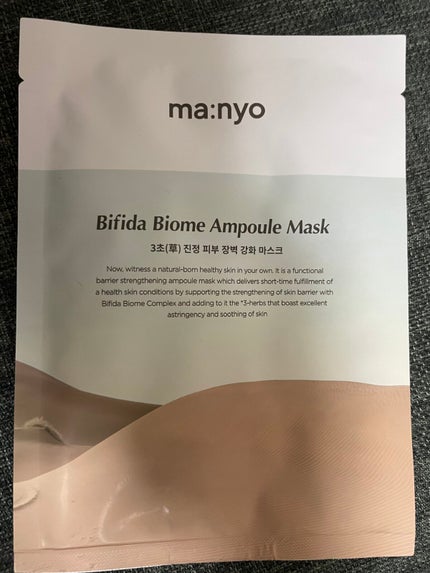 ma:nyo
Bifida Biome Ampoule Mask
3초(草) 진정 피부 장벽 강화 마스크
Now, witness a natural-born healthy skin in your own. It is a functional
barrier strengthening ampoule mask which delivers short-time fulfillment of
a health skin conditions by supporting the strengthening of skin barrier with
Bifida Biome Complex and adding to it the *3-herbs that boast excellent
astringency and soothing of skin